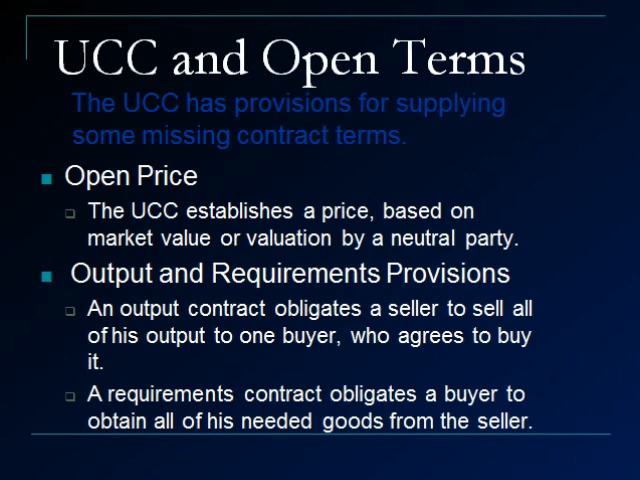 UCC and Open Terms
The UCC has provisions for supplying
some missing contract terms.
Open Price
The UCC establishes a price, based on
market value or valuation by a neutral party.
Output and Requirements Provisions
An output contract obligates a seller to sell all
of his output to one buyer, who agrees to buy
it.
A requirements contract obligates a buyer to
obtain all of his needed goods from the seller.